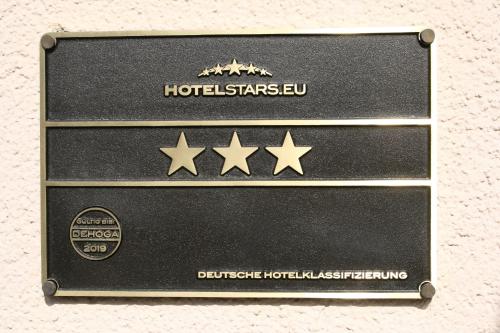 HOTELSTARS.EU
GÜLTIG BIS:
DEHOGA
2019
DEUTSCHE HOTELKLASSIFIZIERUNG